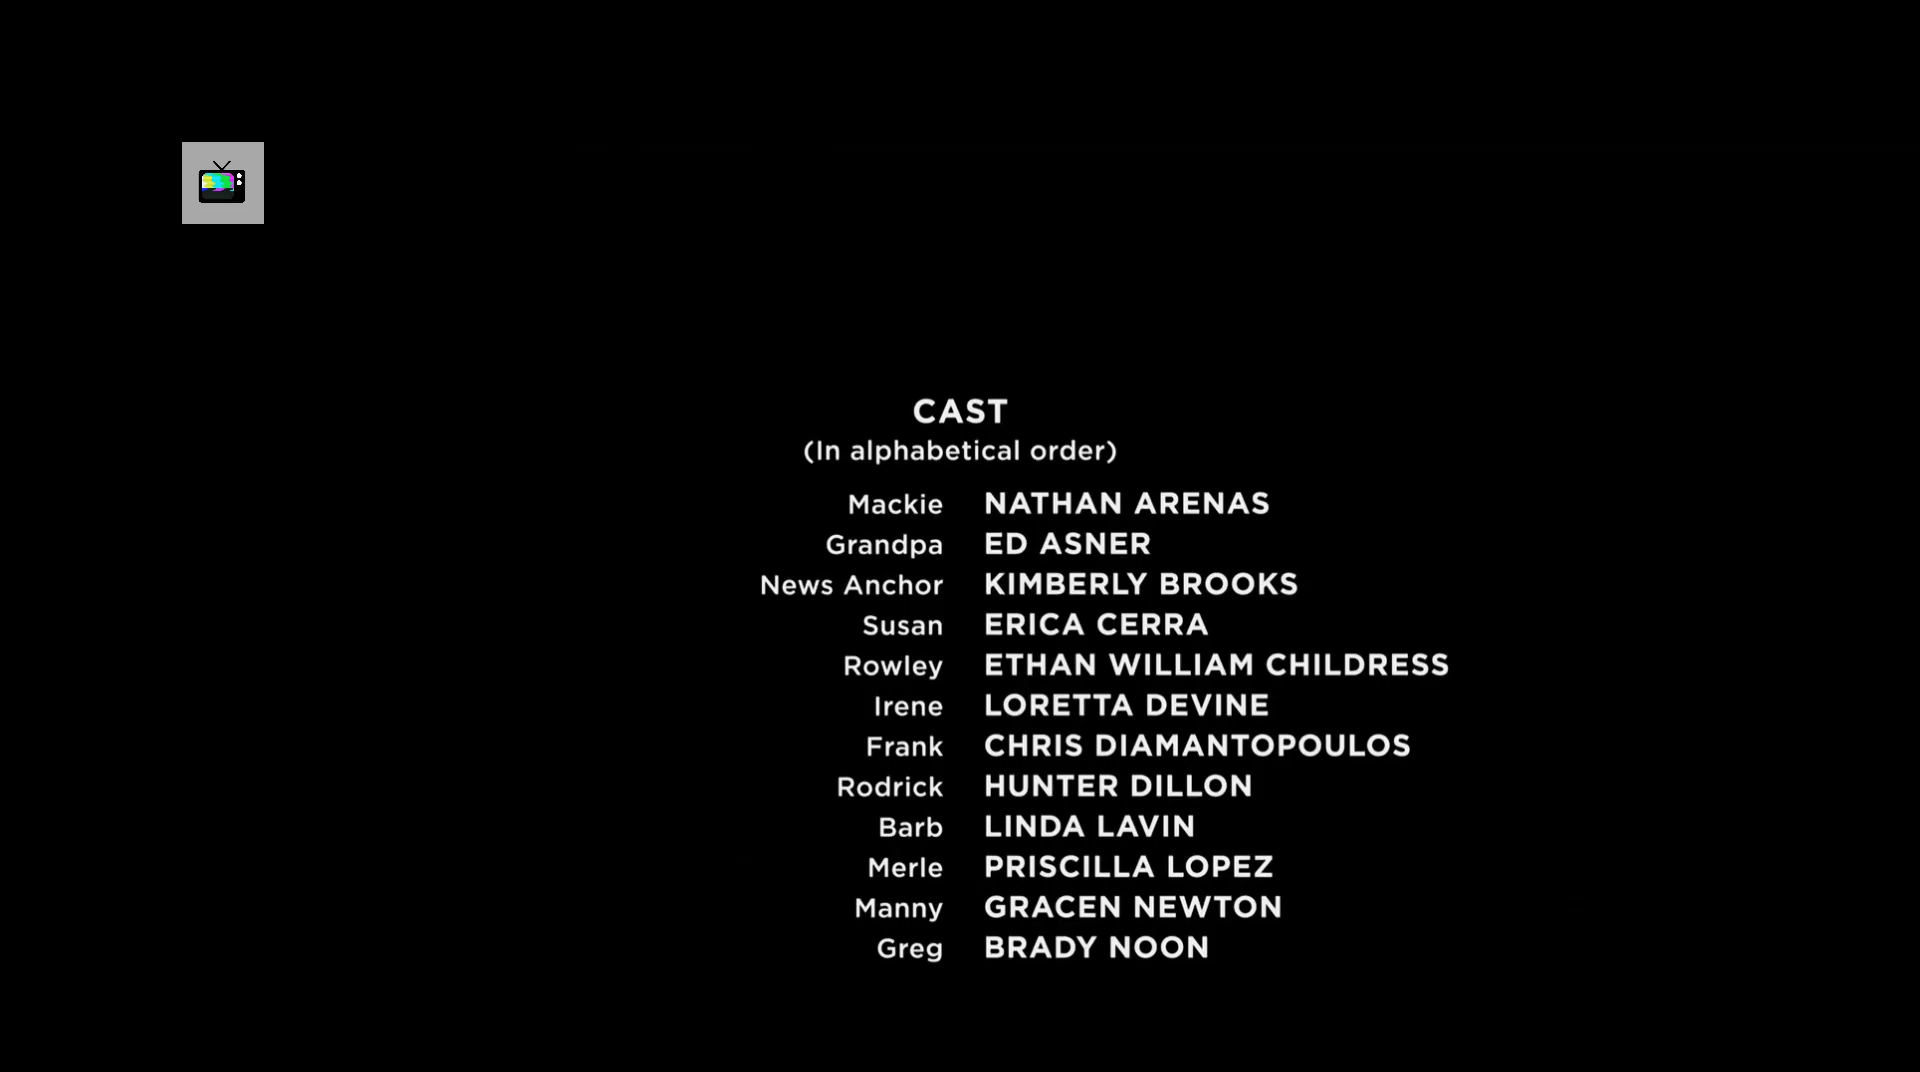 CAST
(In alphabetical order)
Mackie NATHAN ARENAS
Grandpa ED ASNER
News Anchor KIMBERLY BROOKS
Susan ERICA CERRA
Rowley ETHAN WILLIAM CHILDRESS
Irene LORETTA DEVINE
Frank CHRIS DIAMANTOPOULOS
Rodrick HUNTER DILLON
Barb LINDA LAVIN
Merle PRISCILLA LOPEZ
Manny GRACEN NEWTON
Greg BRADY NOON